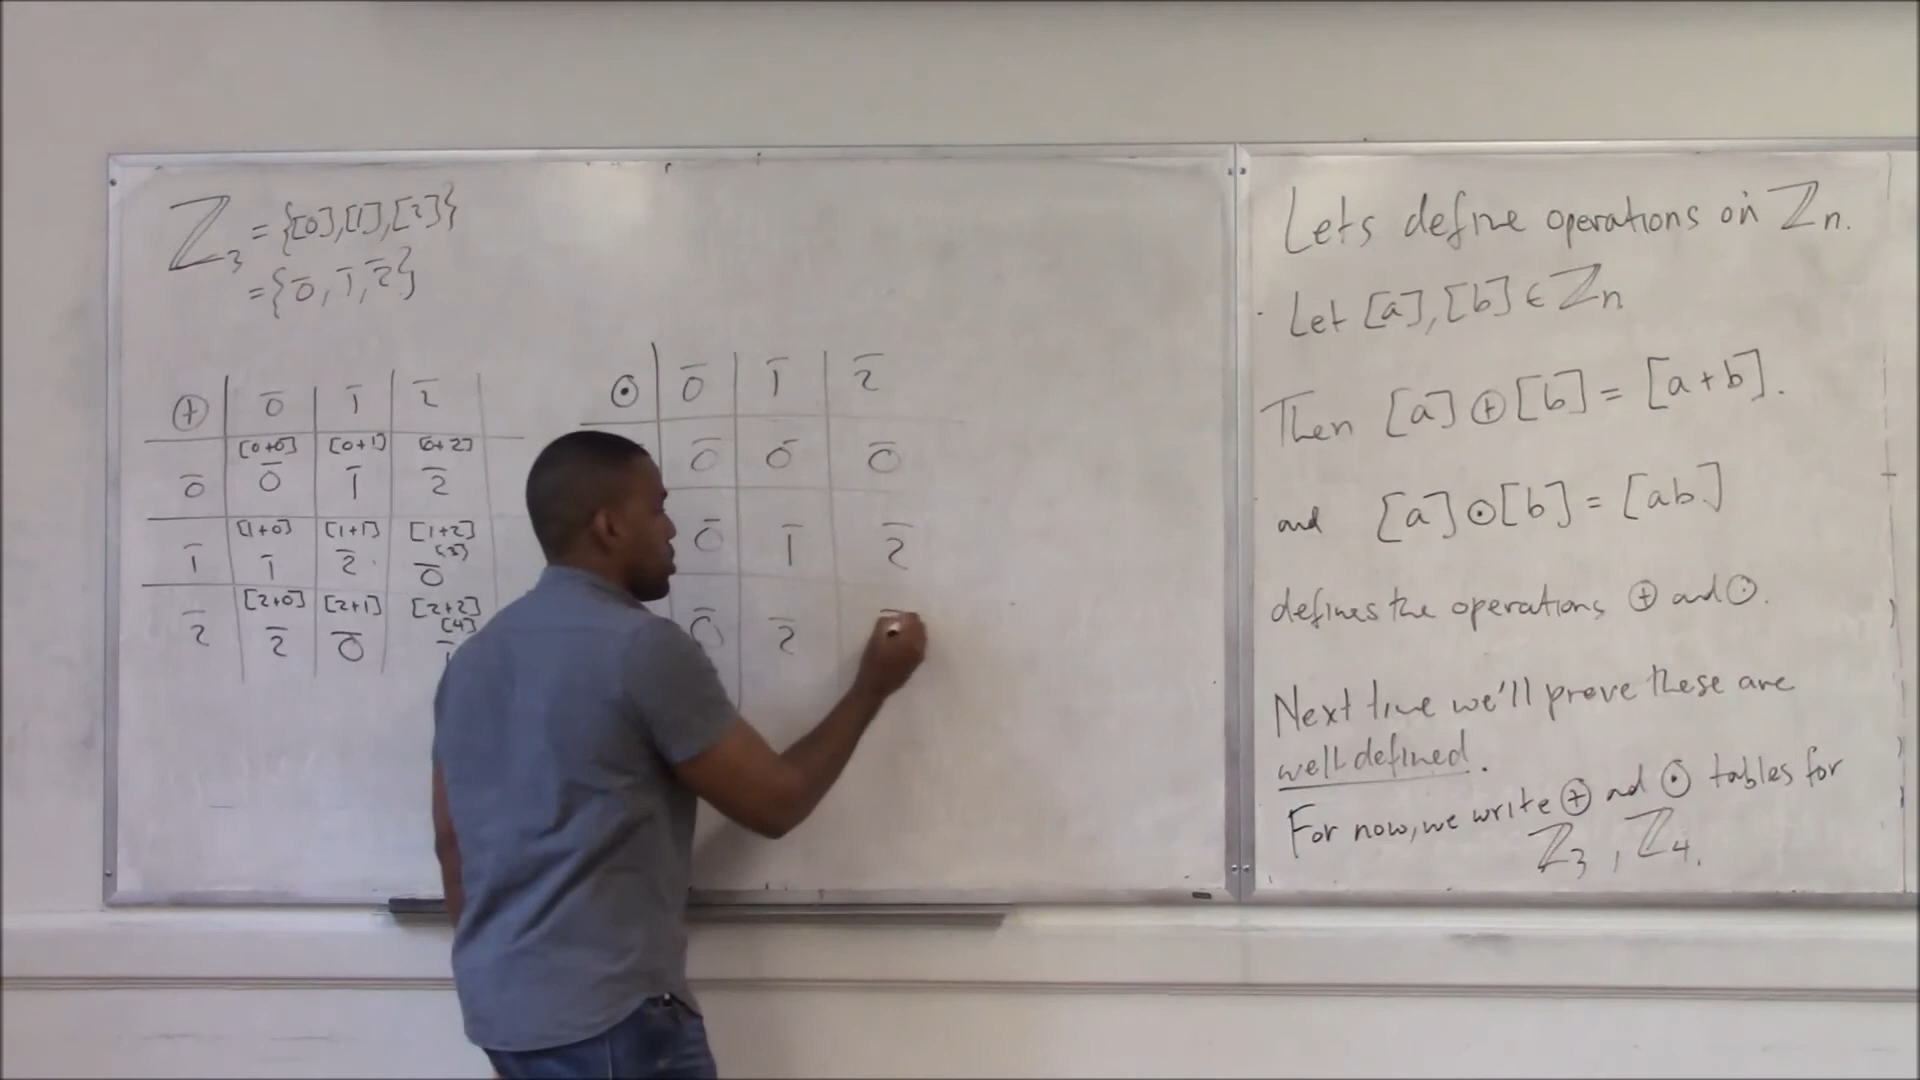 ℤ₃ = {[0],[1],[2]}
= {0̅, 1̅, 2̅}
⊕ 0̅ 1̅ 2̅
[0+0] [0+1] [0+2]
0̅ 0̅ 1̅ 2̅
[1+0] [1+1] [1+2]
[3]
1̅ 1̅ 2̅ 0̅
[2+0] [2+1] [2+2]
[4]
2̅ 2̅ 0̅
⊙ 0̅ 1̅ 2̅
0̅ 0̅ 0̅
0̅ 1̅ 2̅
0̅ 2̅
Lets define operations on ℤn.
Let [a],[b] ∈ ℤn
Then [a]⊕[b] = [a+b].
and [a]⊙[b] = [ab]
defines the operations ⊕ and ⊙.
Next time we'll prove these are
well defined.
For now, we write ⊕ and ⊙ tables for
ℤ₃, ℤ₄.